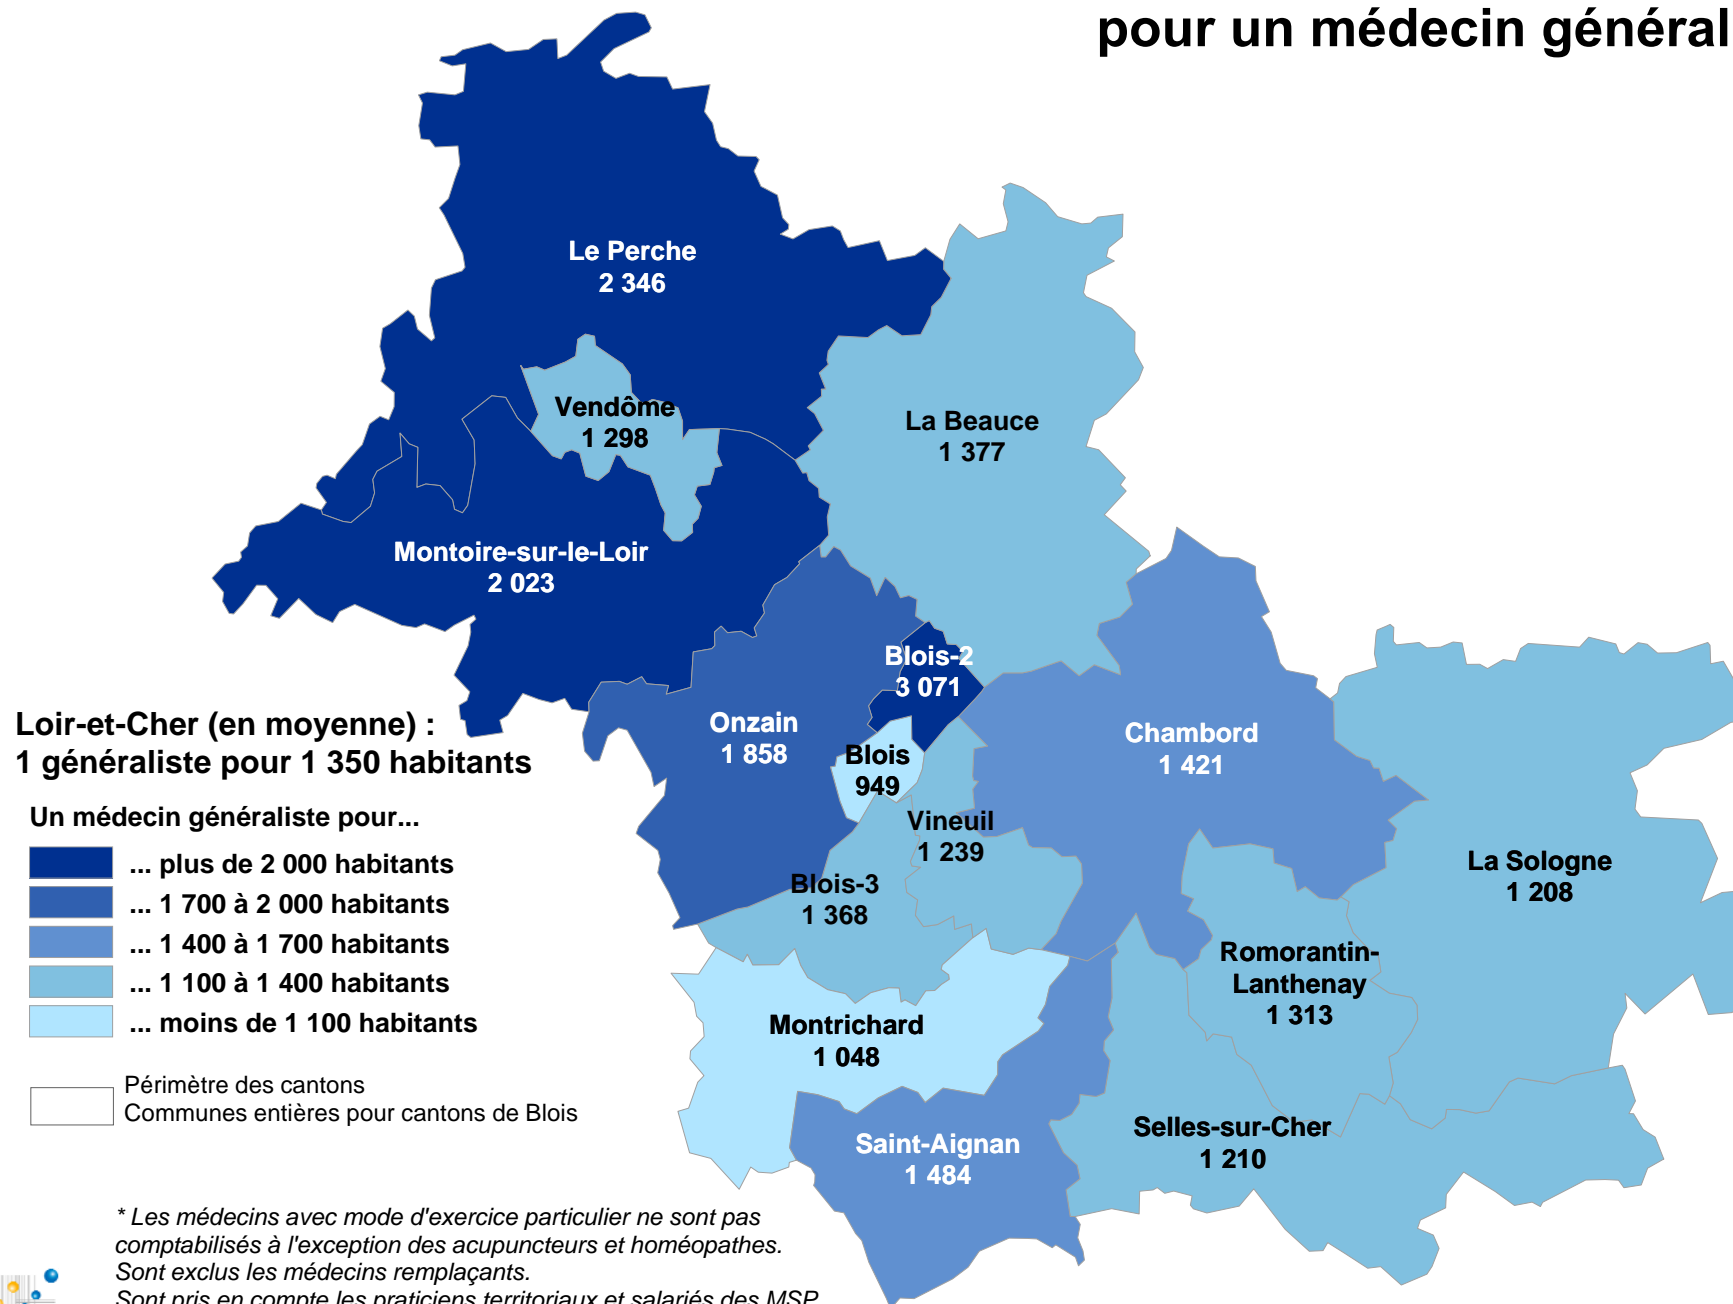 pour un médecin général
Le Perche
2 346
Vendôme
1 298
La Beauce
1 377
Montoire-sur-le-Loir
2 023
Blois-2
3 071
Onzain
1 858
Blois
949
Chambord
1 421
Vineuil
1 239
Blois-3
1 368
La Sologne
1 208
Romorantin-
Lanthenay
1 313
Montrichard
1 048
Selles-sur-Cher
1 210
Saint-Aignan
1 484
Loir-et-Cher (en moyenne) :
1 généraliste pour 1 350 habitants
Un médecin généraliste pour...
... plus de 2 000 habitants
... 1 700 à 2 000 habitants
... 1 400 à 1 700 habitants
... 1 100 à 1 400 habitants
... moins de 1 100 habitants
Périmètre des cantons
Communes entières pour cantons de Blois
* Les médecins avec mode d'exercice particulier ne sont pas
comptabilisés à l'exception des acupuncteurs et homéopathes.
Sont exclus les médecins remplaçants.
Sont pris en compte les praticiens territoriaux et salariés des MSP